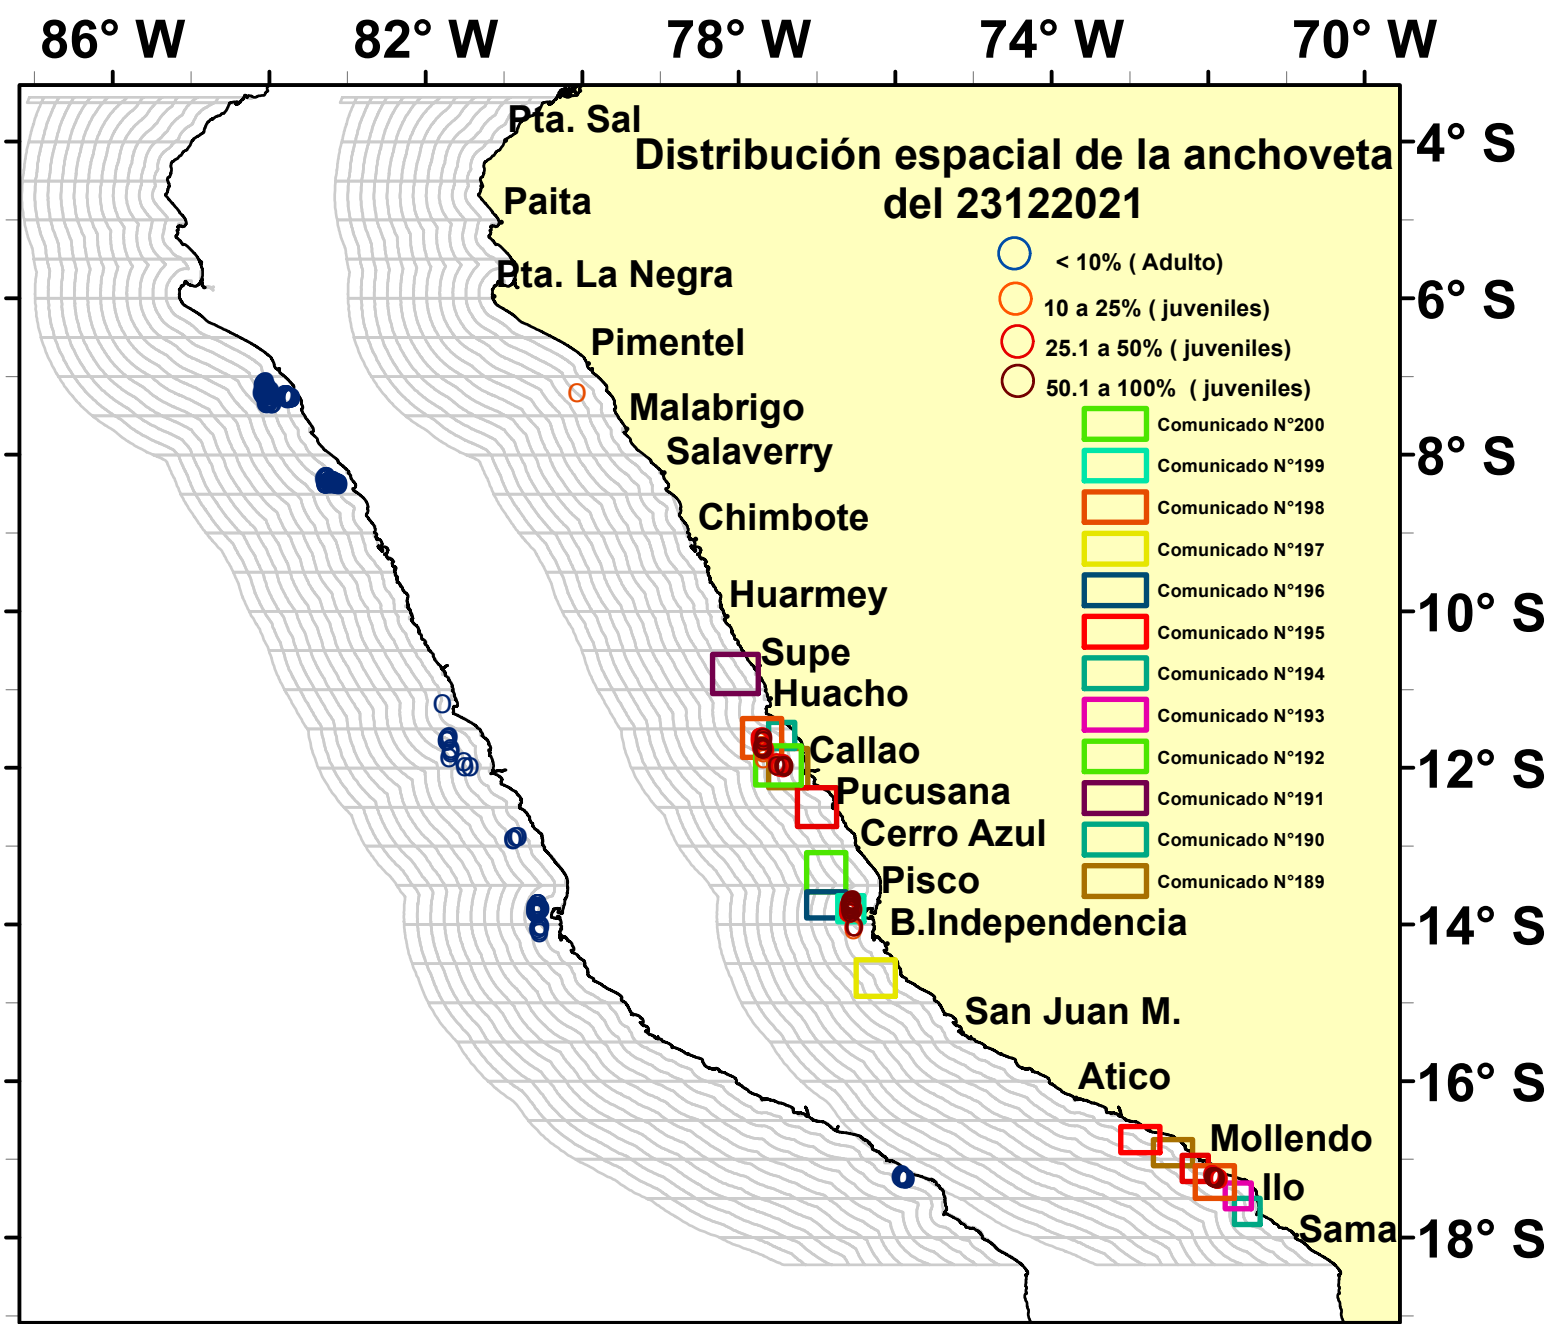 86° W
82° W
78° W
74° W
70° W
Pta. Sal
Distribución espacial de la anchoveta
del 23122021
4° S
Paita
< 10% ( Adulto)
Pta. La Negra
10 a 25% ( juveniles)
6° S
Pimentel
25.1 a 50% ( juveniles)
50.1 a 100% ( juveniles)
Malabrigo
Comunicado N°200
Salaverry
8° S
Comunicado N°199
Chimbote
Comunicado N°198
Comunicado N°197
Huarmey
Comunicado N°196
10° S
Comunicado N°195
Supe
Comunicado N°194
Huacho
Comunicado N°193
Callao
Comunicado N°192
12° S
Pucusana
Comunicado N°191
Cerro Azul
Comunicado N°190
Pisco
Comunicado N°189
B.Independencia
14° S
San Juan M.
Atico
16° S
Mollendo
Ilo
Sama
18° S